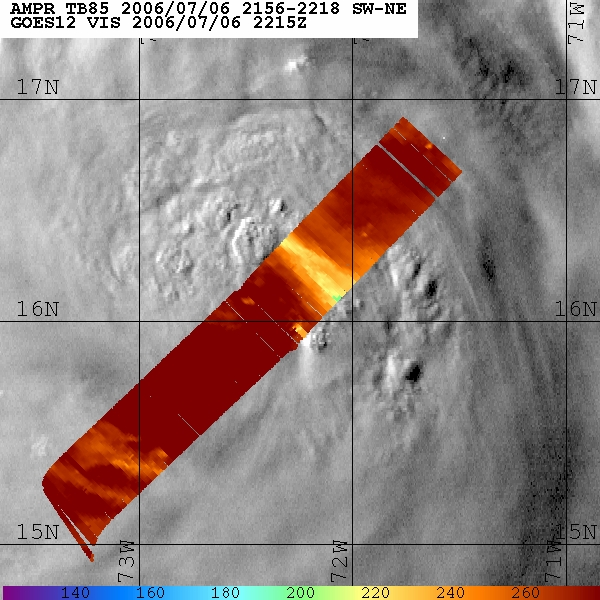 AMPR TB85 2006/07/06 2156-2218 SW-NE
GOES12 VIS 2006/07/06 2215Z
71W
17N 17N
16N 16N
15N 15N
73W 72W 71W
140 160 180 200 220 240 260